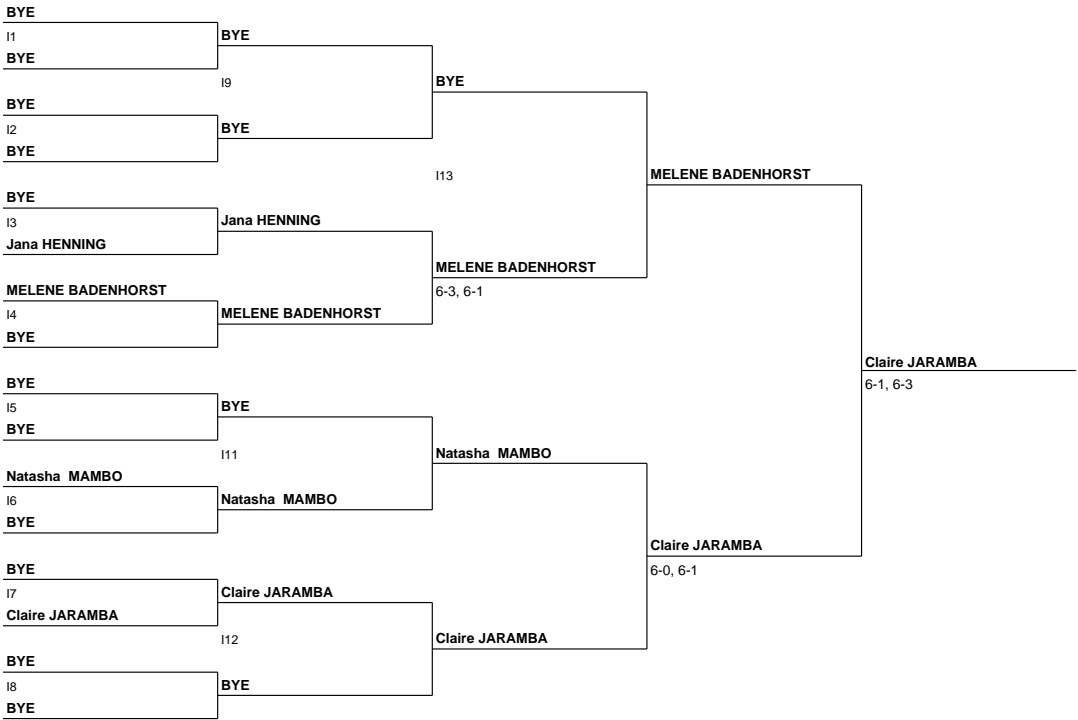 BYE
I1
BYE
BYE
I9
BYE
BYE
I2
BYE
BYE
I13
MELENE BADENHORST
BYE
I3
Jana HENNING
Jana HENNING
MELENE BADENHORST
6-3, 6-1
MELENE BADENHORST
I4
MELENE BADENHORST
BYE
Claire JARAMBA
6-1, 6-3
BYE
I5
BYE
BYE
I11
Natasha  MAMBO
Natasha  MAMBO
I6
Natasha  MAMBO
BYE
Claire JARAMBA
6-0, 6-1
BYE
I7
Claire JARAMBA
Claire JARAMBA
I12
Claire JARAMBA
BYE
I8
BYE
BYE